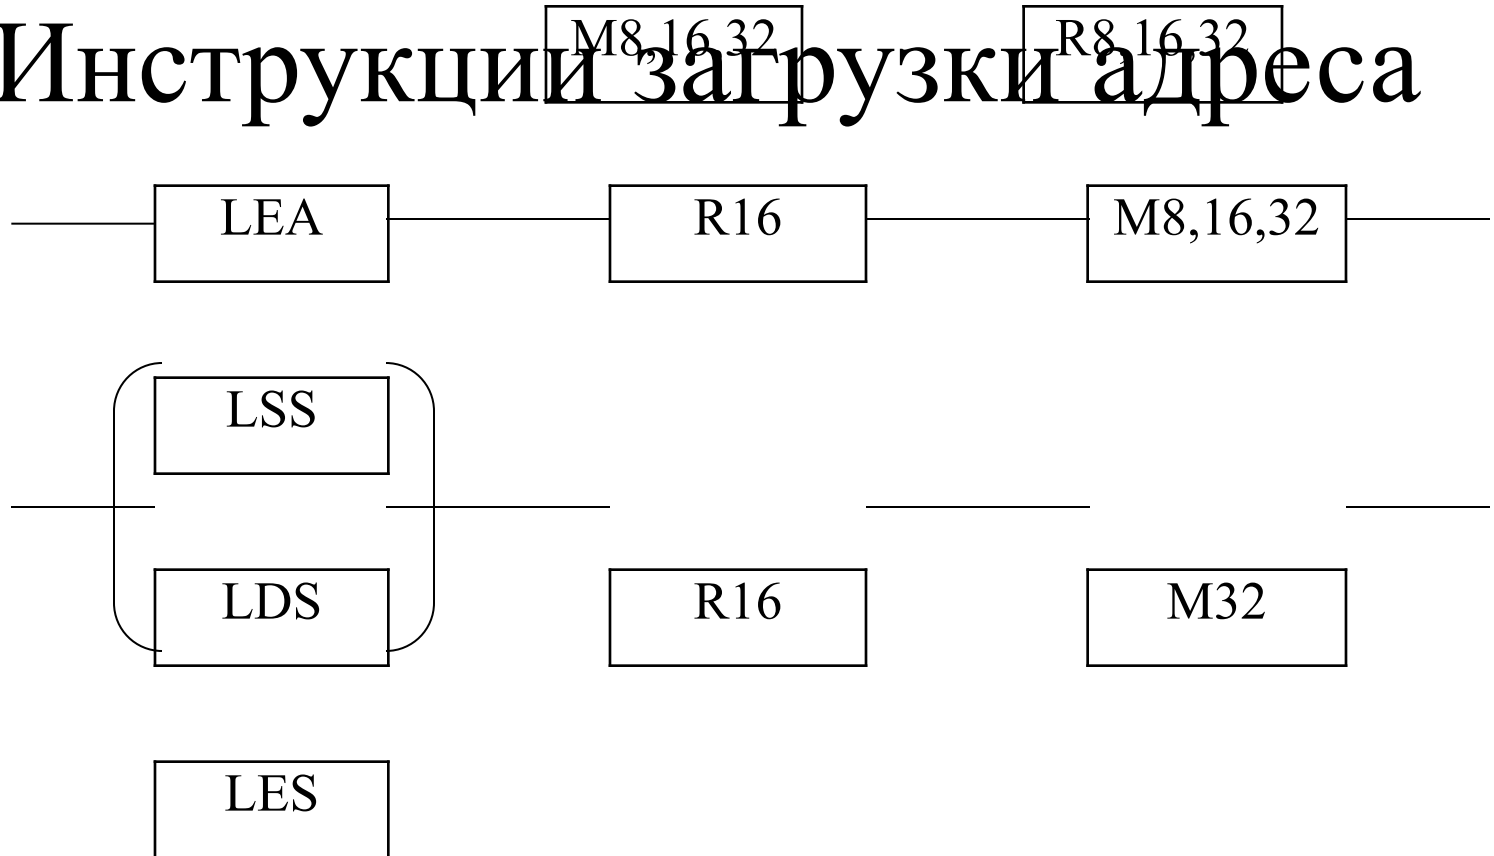 Инструкции загрузки адреса
M8,16,32
R8,16,32
LEA
R16
M8,16,32
LSS
LDS
R16
M32
LES